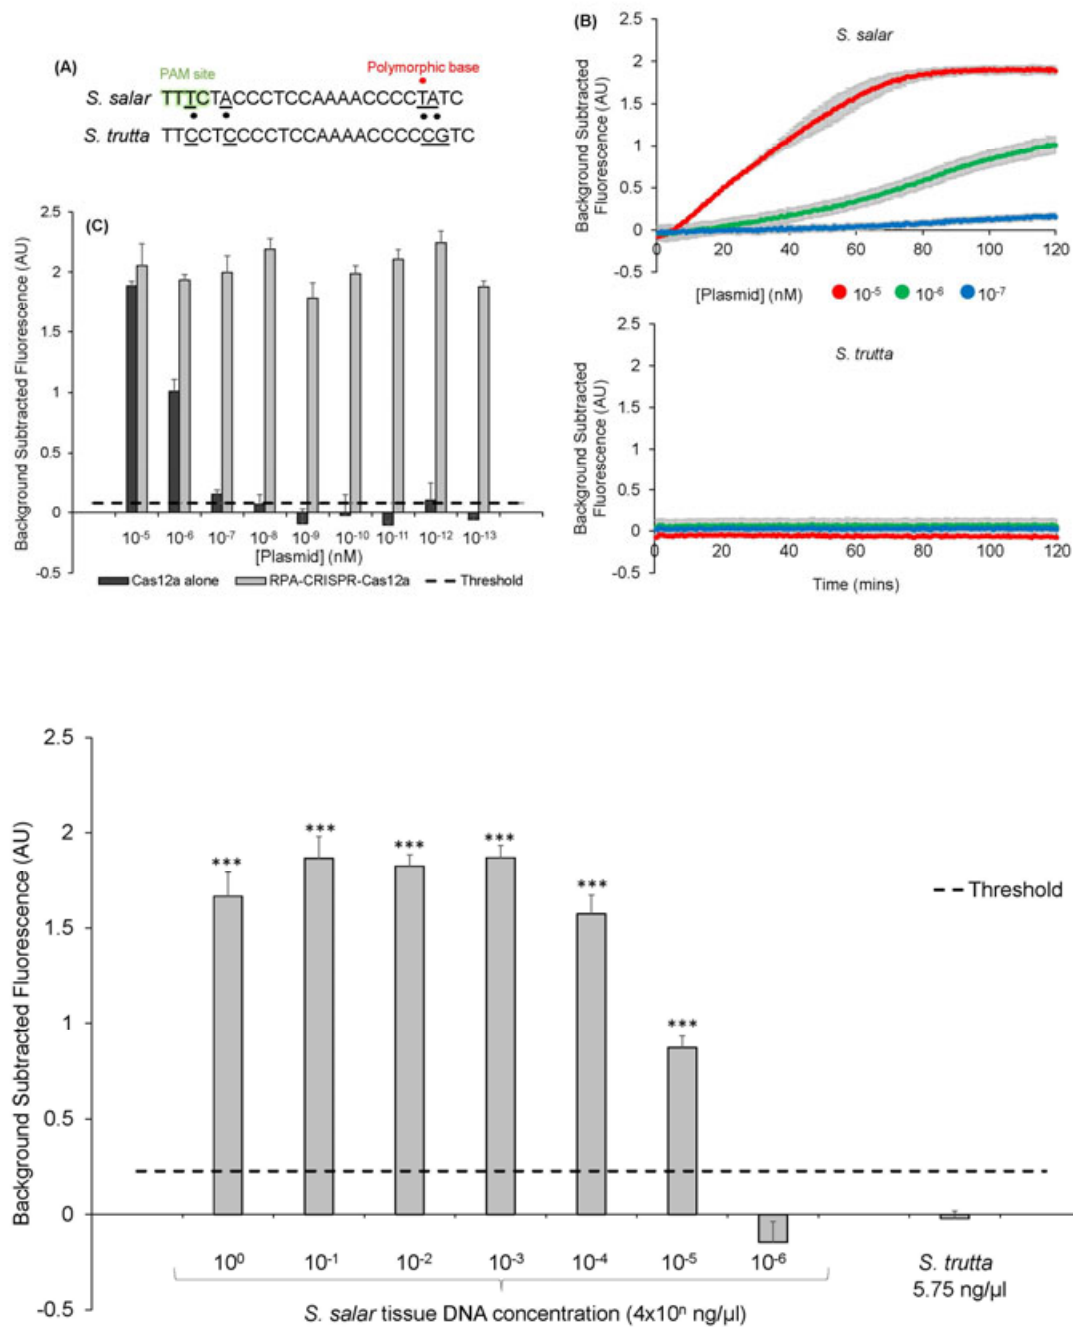 (A)
PAM site
Polymorphic base
S. salar TTTCTACCCTCCAAAACCCCTATC
S. trutta TTCCTCCCCTCCAAAACCCCCGTC
(B)
S. salar
Background Subtracted
Fluorescence (AU)
2.5
2
1.5
1
0.5
0
-0.5
0 20 40 60 80 100 120
[Plasmid] (nM) 10⁻⁵ 10⁻⁶ 10⁻⁷
S. trutta
Background Subtracted
Fluorescence (AU)
2.5
2
1.5
1
0.5
0
-0.5
0 20 40 60 80 100 120
Time (mins)
(C)
Background Subtracted Fluorescence (AU)
2.5
2
1.5
1
0.5
0
-0.5
10⁻⁵ 10⁻⁶ 10⁻⁷ 10⁻⁸ 10⁻⁹ 10⁻¹⁰ 10⁻¹¹ 10⁻¹² 10⁻¹³
[Plasmid] (nM)
Cas12a alone RPA-CRISPR-Cas12a Threshold
Background Subtracted Fluorescence (AU)
2.5
2
1.5
1
0.5
0
-0.5
*** *** *** *** *** ***
Threshold
10⁰ 10⁻¹ 10⁻² 10⁻³ 10⁻⁴ 10⁻⁵ 10⁻⁶
S. salar tissue DNA concentration (4x10ⁿ ng/µl)
S. trutta
5.75 ng/µl